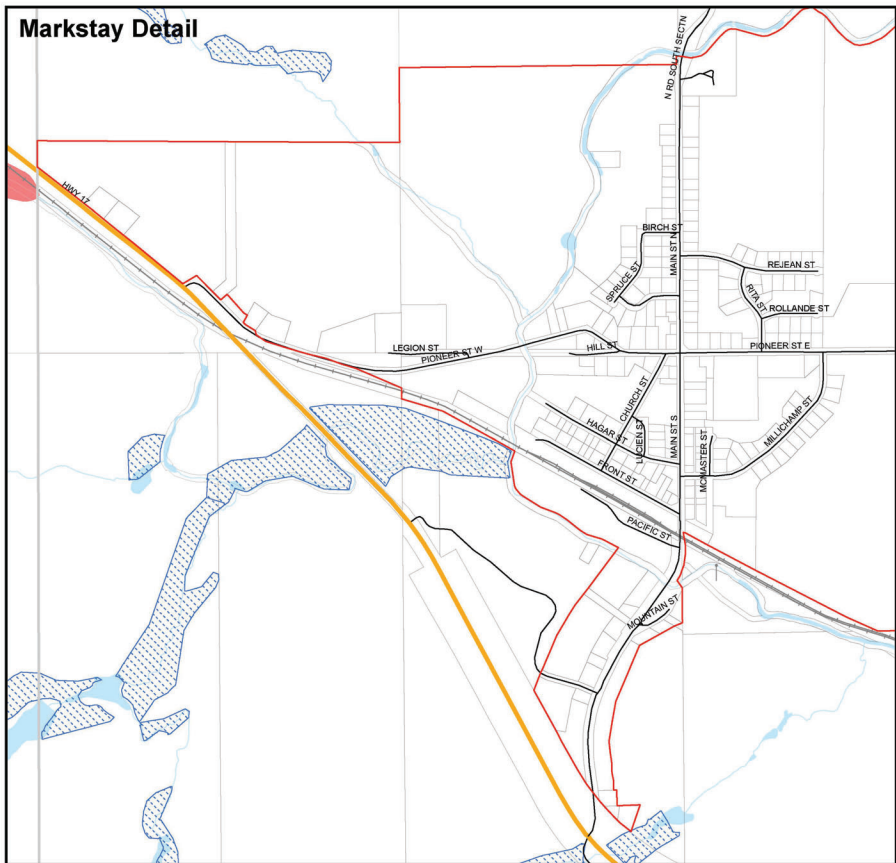 Markstay Detail
N RD SOUTH SECTN
HWY 17
BIRCH ST
MAIN ST N
REJEAN ST
SPRUCE ST
RITA ST
ROLLANDE ST
LEGION ST
PIONEER ST W
HILL ST
PIONEER ST E
CHURCH ST
HAGAR ST
LUCIEN ST
MAIN ST S
MCMASTER ST
MILLICHAMP ST
FRONT ST
PACIFIC ST
MOUNTAIN ST